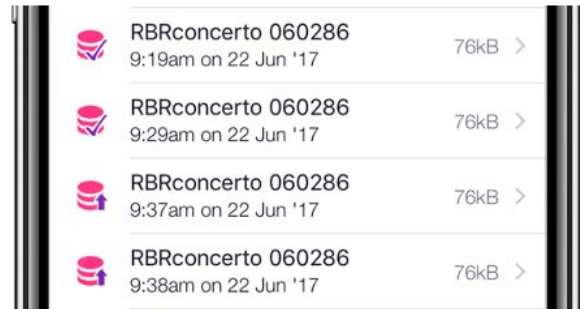 RBRconcerto 060286
9:19am on 22 Jun '17
76kB
RBRconcerto 060286
9:29am on 22 Jun '17
76kB
RBRconcerto 060286
9:37am on 22 Jun '17
76kB
RBRconcerto 060286
9:38am on 22 Jun '17
76kB